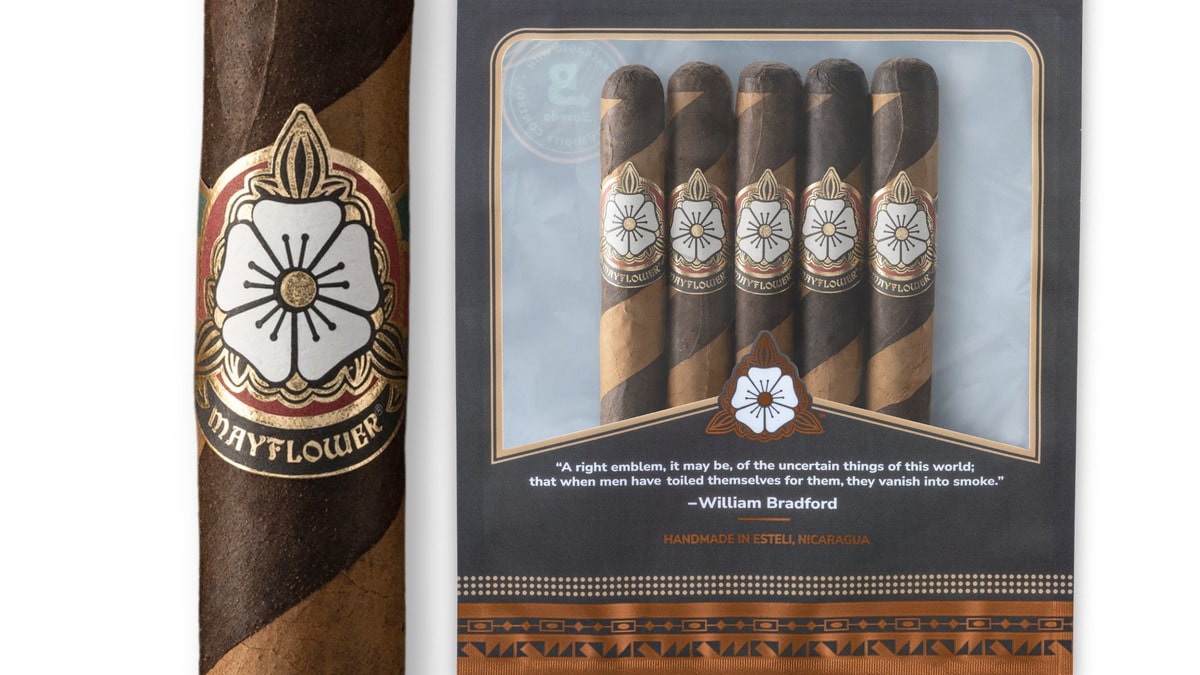 MAYFLOWER®
MAYFLOWER
MAYFLOWER
MAYFLOWER
MAYFLOWER
MAYFLOWER
“A right emblem, it may be, of the uncertain things of this world;
that when men have toiled themselves for them, they vanish into smoke.”
–William Bradford
HANDMADE IN ESTELI, NICARAGUA